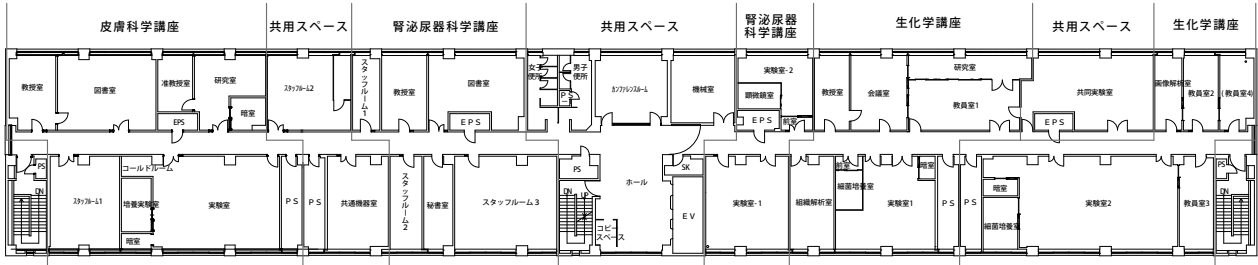 皮膚科学講座
共用スペース
腎泌尿器科学講座
共用スペース
腎泌尿器
科学講座
生化学講座
共用スペース
生化学講座
教授室
図書室
准教授室
研究室
暗室
EPS
スタッフルーム2
スタッフルーム1
教授室
図書室
EPS
女子
便所
男子
便所
PS
カンファレンスルーム
機械室
実験室-2
顕微鏡室
EPS
前室
教授室
会議室
研究室
教員室1
共同実験室
EPS
画像解析室
教員室2
(教員室4)
PS
DN
スタッフルーム1
コールドルーム
培養実験室
暗室
実験室
PS
PS
共通機器室
スタッフルーム2
秘書室
スタッフルーム3
PS
DN
UP
コピー
スペース
ホール
SK
EV
実験室-1
組織解析室
前室
細菌培養室
実験室1
暗室
PS
PS
暗室
細菌培養室
実験室2
教員室3
PS
DN